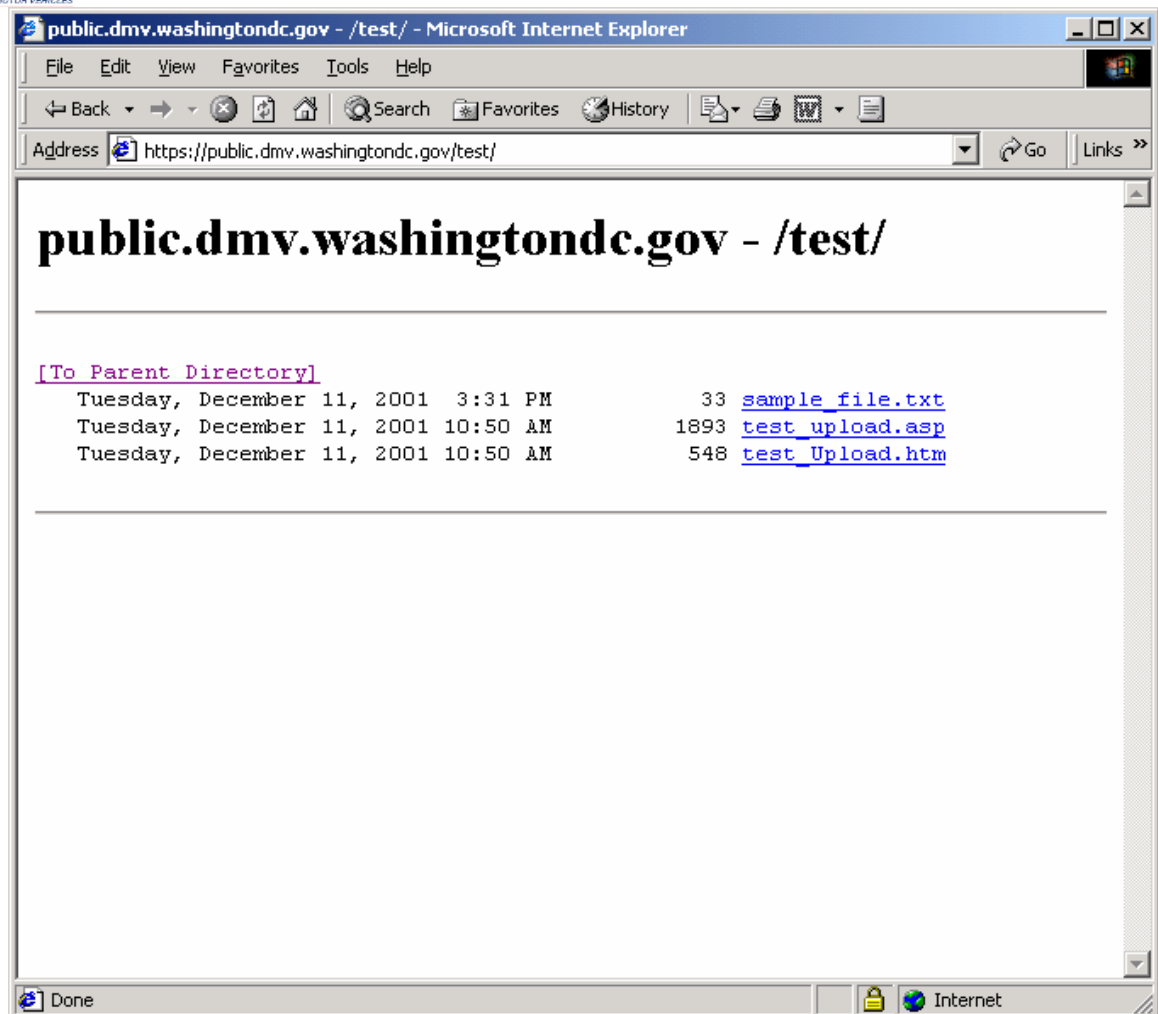 public.dmv.washingtondc.gov - /test/ - Microsoft Internet Explorer
File Edit View Favorites Tools Help
Back Search Favorites History
Address https://public.dmv.washingtondc.gov/test/ Go Links »
public.dmv.washingtondc.gov - /test/
[To Parent Directory]
Tuesday, December 11, 2001 3:31 PM 33 sample_file.txt
Tuesday, December 11, 2001 10:50 AM 1893 test_upload.asp
Tuesday, December 11, 2001 10:50 AM 548 test_Upload.htm
Done Internet